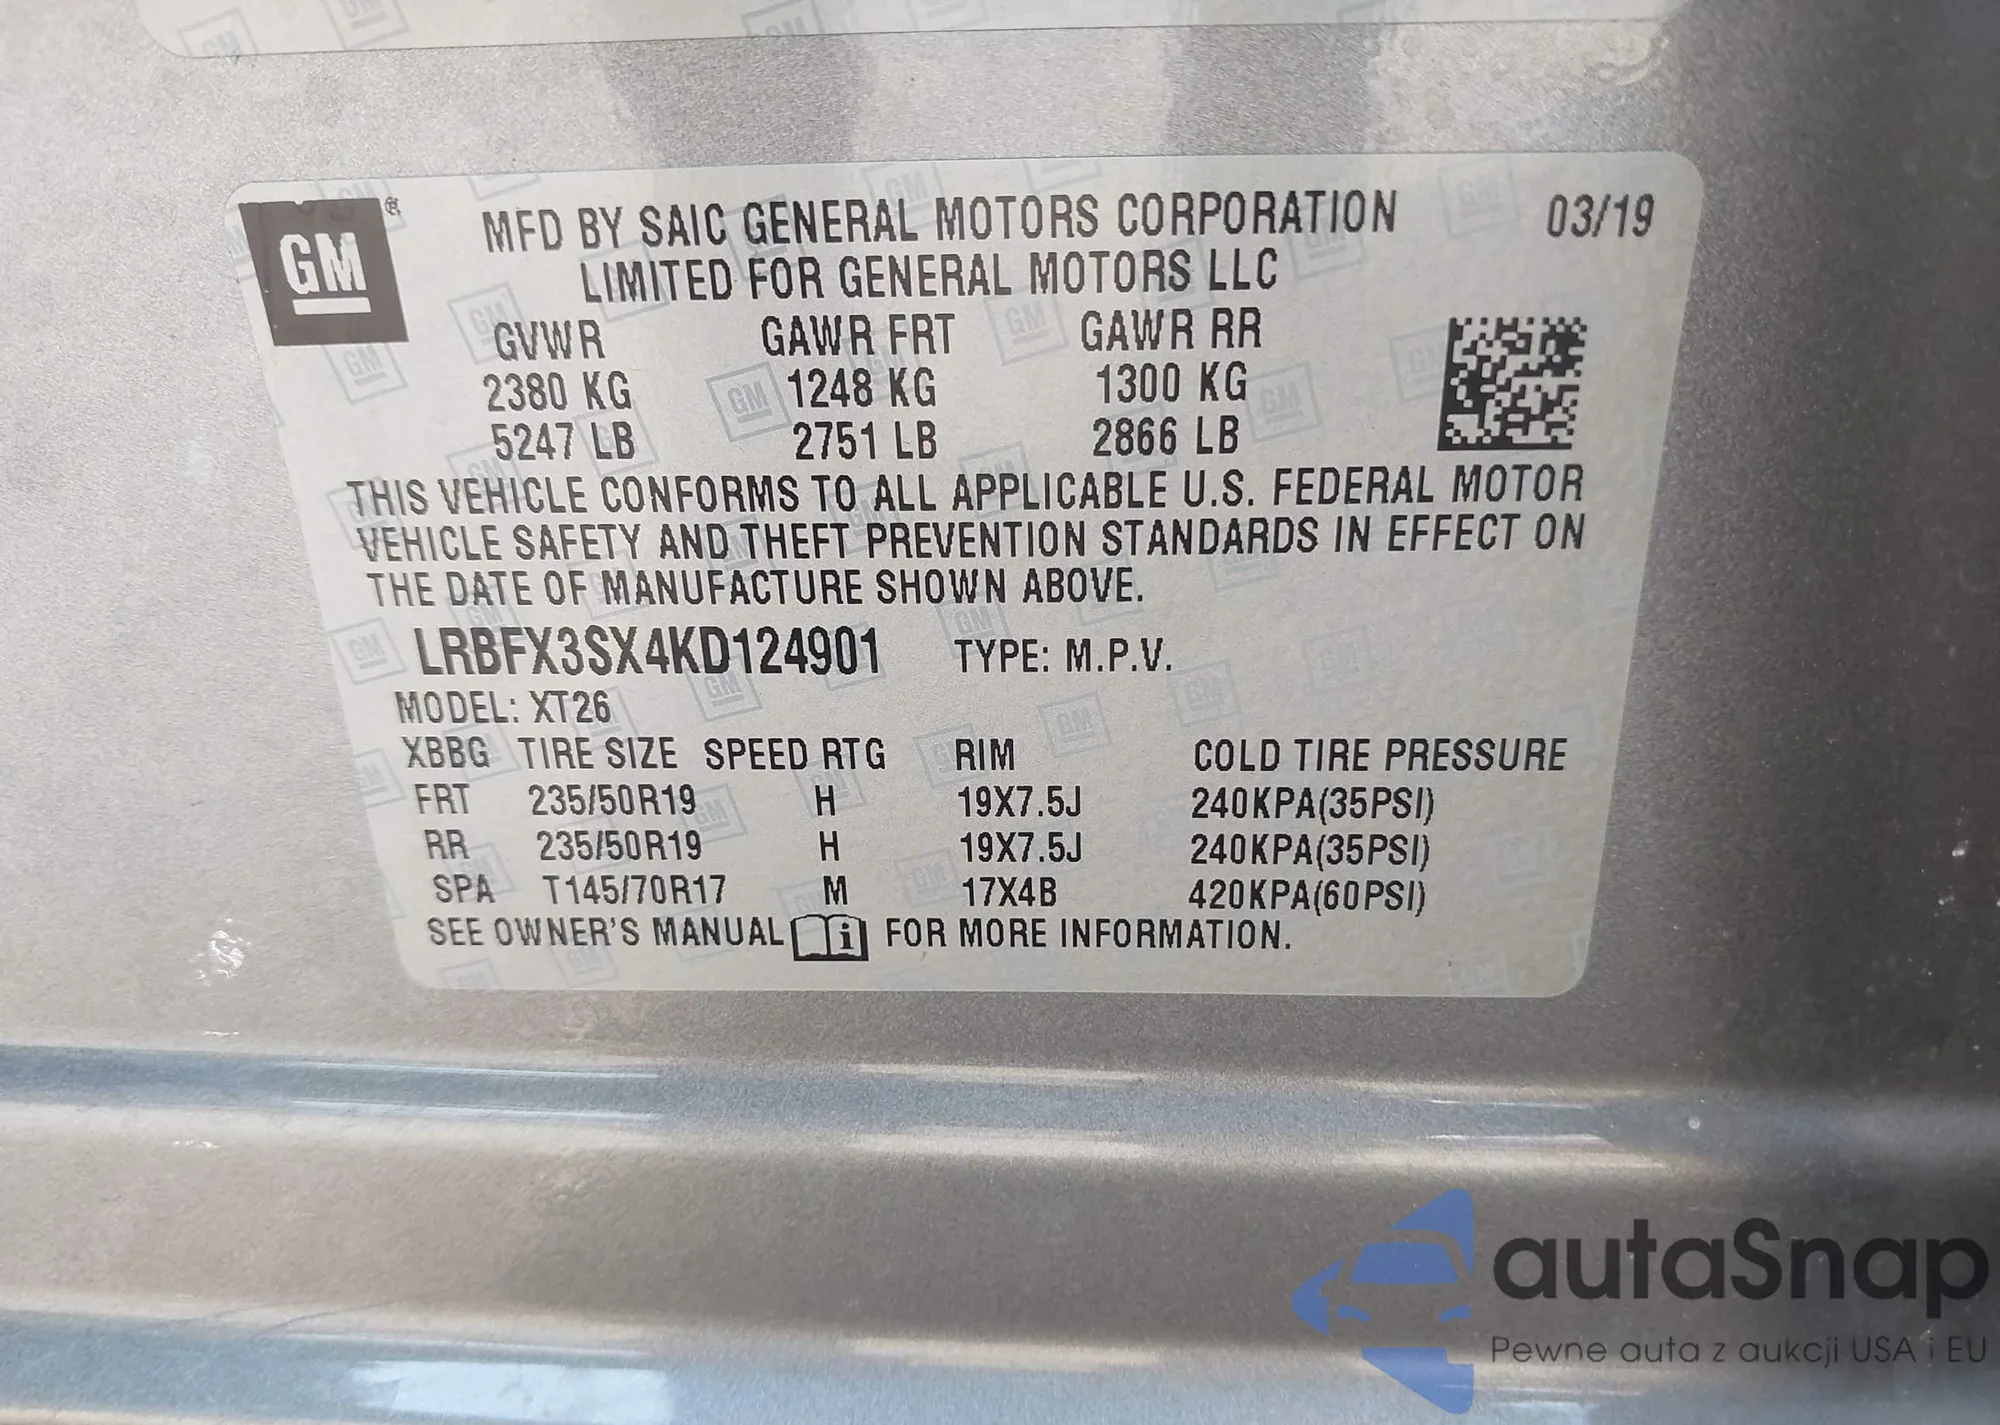 GM ®
MFD BY SAIC GENERAL MOTORS CORPORATION 03/19
LIMITED FOR GENERAL MOTORS LLC
GVWR GAWR FRT GAWR RR
2380 KG 1248 KG 1300 KG
5247 LB 2751 LB 2866 LB
THIS VEHICLE CONFORMS TO ALL APPLICABLE U.S. FEDERAL MOTOR
VEHICLE SAFETY AND THEFT PREVENTION STANDARDS IN EFFECT ON
THE DATE OF MANUFACTURE SHOWN ABOVE.
LRBFX3SX4KD124901 TYPE: M.P.V.
MODEL: XT26
XBBG TIRE SIZE SPEED RTG RIM COLD TIRE PRESSURE
FRT 235/50R19 H 19X7.5J 240KPA(35PSI)
RR 235/50R19 H 19X7.5J 240KPA(35PSI)
SPA T145/70R17 M 17X4B 420KPA(60PSI)
SEE OWNER'S MANUAL i FOR MORE INFORMATION.
autaSnap
Pewne auta z aukcji USA i EU